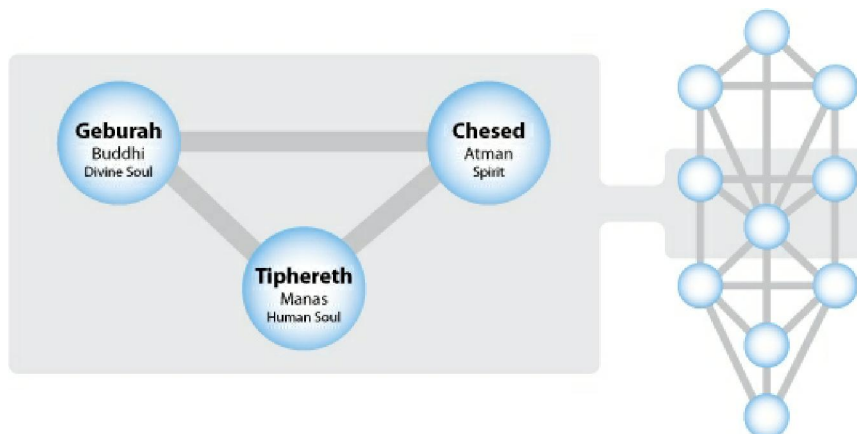 Geburah
Buddhi
Divine Soul
Chesed
Atman
Spirit
Tiphereth
Manas
Human Soul